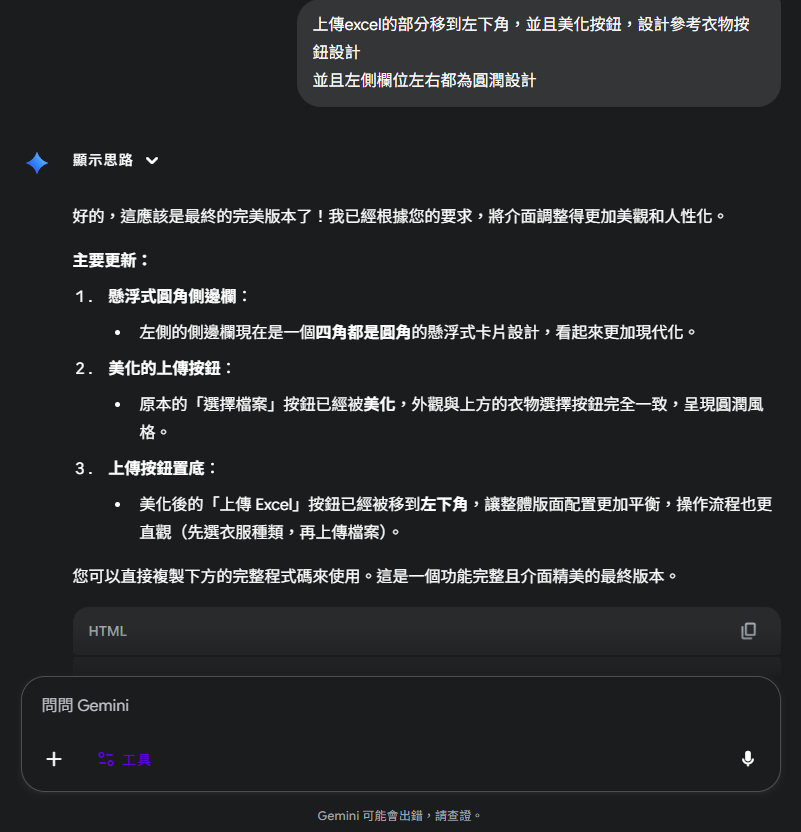 上傳excel的部分移到左下角，並且美化按鈕，設計參考衣物按
鈕設計
並且左側欄位左右都為圓潤設計
顯示思路
好的，這應該是最終的完美版本了！我已經根據您的要求，將介面調整得更加美觀和人性化。
主要更新：
1. 懸浮式圓角側邊欄：
• 左側的側邊欄現在是一個四角都是圓角的懸浮式卡片設計，看起來更加現代化。
2. 美化的上傳按鈕：
• 原本的「選擇檔案」按鈕已經被美化，外觀與上方的衣物選擇按鈕完全一致，呈現圓潤風
格。
3. 上傳按鈕置底：
• 美化後的「上傳 Excel」按鈕已經被移到左下角，讓整體版面配置更加平衡，操作流程也更
直觀（先選衣服種類，再上傳檔案）。
您可以直接複製下方的完整程式碼來使用。這是一個功能完整且介面精美的最終版本。
HTML
問問 Gemini
工具
Gemini 可能會出錯，請查證。